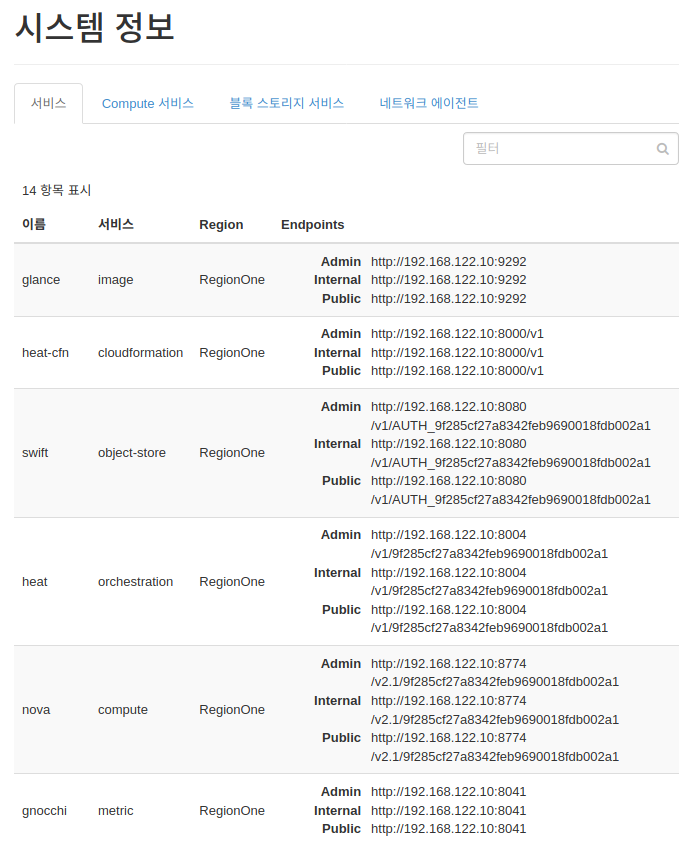 시스템 정보
서비스 Compute 서비스 블록 스토리지 서비스 네트워크 에이전트
필터
14 항목 표시
이름 서비스 Region Endpoints
glance image RegionOne
Admin http://192.168.122.10:9292
Internal http://192.168.122.10:9292
Public http://192.168.122.10:9292
heat-cfn cloudformation RegionOne
Admin http://192.168.122.10:8000/v1
Internal http://192.168.122.10:8000/v1
Public http://192.168.122.10:8000/v1
swift object-store RegionOne
Admin http://192.168.122.10:8080
/v1/AUTH_9f285cf27a8342feb9690018fdb002a1
Internal http://192.168.122.10:8080
/v1/AUTH_9f285cf27a8342feb9690018fdb002a1
Public http://192.168.122.10:8080
/v1/AUTH_9f285cf27a8342feb9690018fdb002a1
heat orchestration RegionOne
Admin http://192.168.122.10:8004
/v1/9f285cf27a8342feb9690018fdb002a1
Internal http://192.168.122.10:8004
/v1/9f285cf27a8342feb9690018fdb002a1
Public http://192.168.122.10:8004
/v1/9f285cf27a8342feb9690018fdb002a1
nova compute RegionOne
Admin http://192.168.122.10:8774
/v2.1/9f285cf27a8342feb9690018fdb002a1
Internal http://192.168.122.10:8774
/v2.1/9f285cf27a8342feb9690018fdb002a1
Public http://192.168.122.10:8774
/v2.1/9f285cf27a8342feb9690018fdb002a1
gnocchi metric RegionOne
Admin http://192.168.122.10:8041
Internal http://192.168.122.10:8041
Public http://192.168.122.10:8041